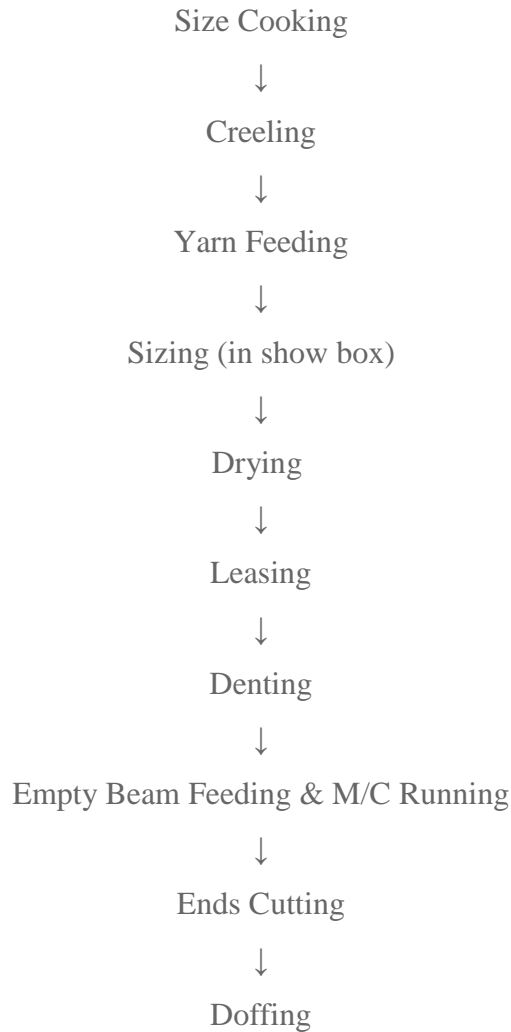 Size Cooking
↓
Creeling
↓
Yarn Feeding
↓
Sizing (in show box)
↓
Drying
↓
Leasing
↓
Denting
↓
Empty Beam Feeding & M/C Running
↓
Ends Cutting
↓
Doffing